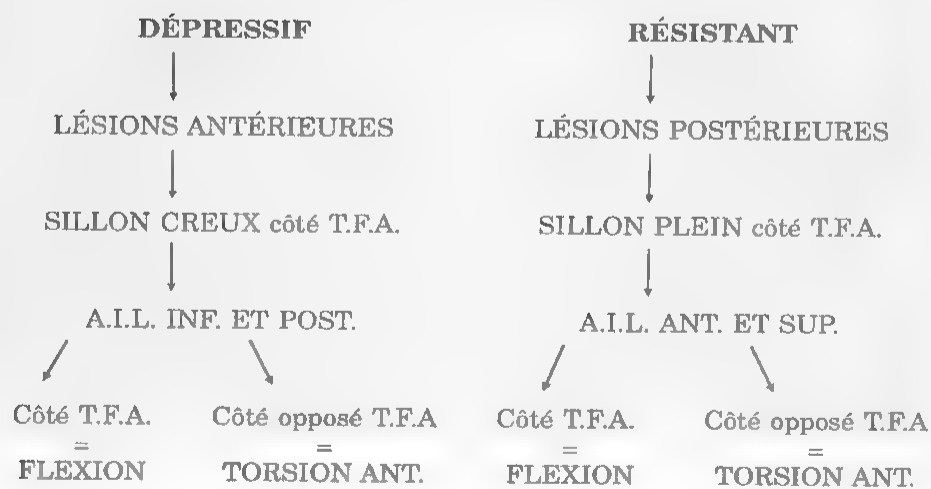 DÉPRESSIF
LÉSIONS ANTÉRIEURES
SILLON CREUX côté T.F.A.
A.I.L. INF. ET POST.
Côté T.F.A.
=
FLEXION
Côté opposé T.F.A
=
TORSION ANT.
RÉSISTANT
LÉSIONS POSTÉRIEURES
SILLON PLEIN côté T.F.A.
A.I.L. ANT. ET SUP.
Côté T.F.A.
=
FLEXION
Côté opposé T.F.A
=
TORSION ANT.